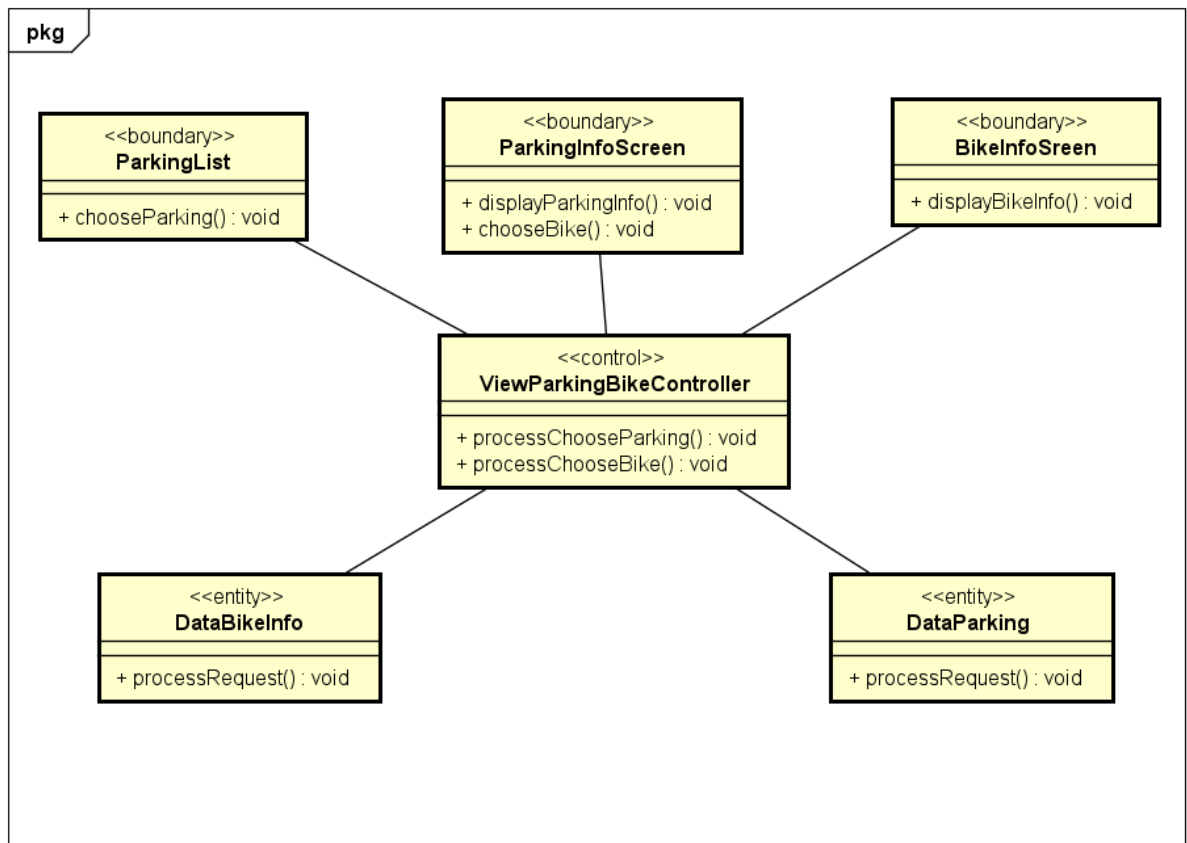 pkg
<<boundary>>
ParkingList
+ chooseParking() : void
<<boundary>>
ParkingInfoScreen
+ displayParkingInfo() : void
+ chooseBike() : void
<<boundary>>
BikeInfoSreen
+ displayBikeInfo() : void
<<control>>
ViewParkingBikeController
+ processChooseParking() : void
+ processChooseBike() : void
<<entity>>
DataBikeInfo
+ processRequest() : void
<<entity>>
DataParking
+ processRequest() : void